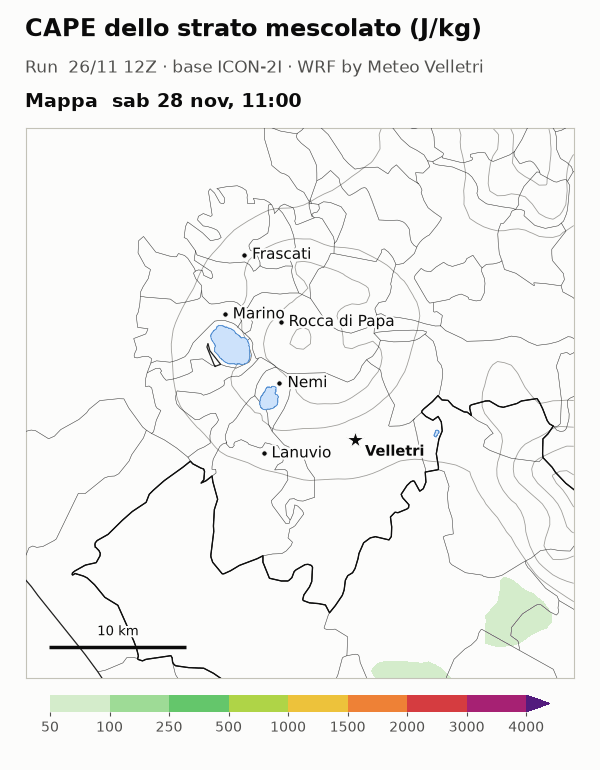 CAPE dello strato mescolato (J/kg)
Run  26/11 12Z · base ICON-2I · WRF by Meteo Velletri
Mappa  sab 28 nov, 11:00
Frascati
Marino
Rocca di Papa
Nemi
Velletri
Lanuvio
10 km
50 100 250 500 1000 1500 2000 3000 4000